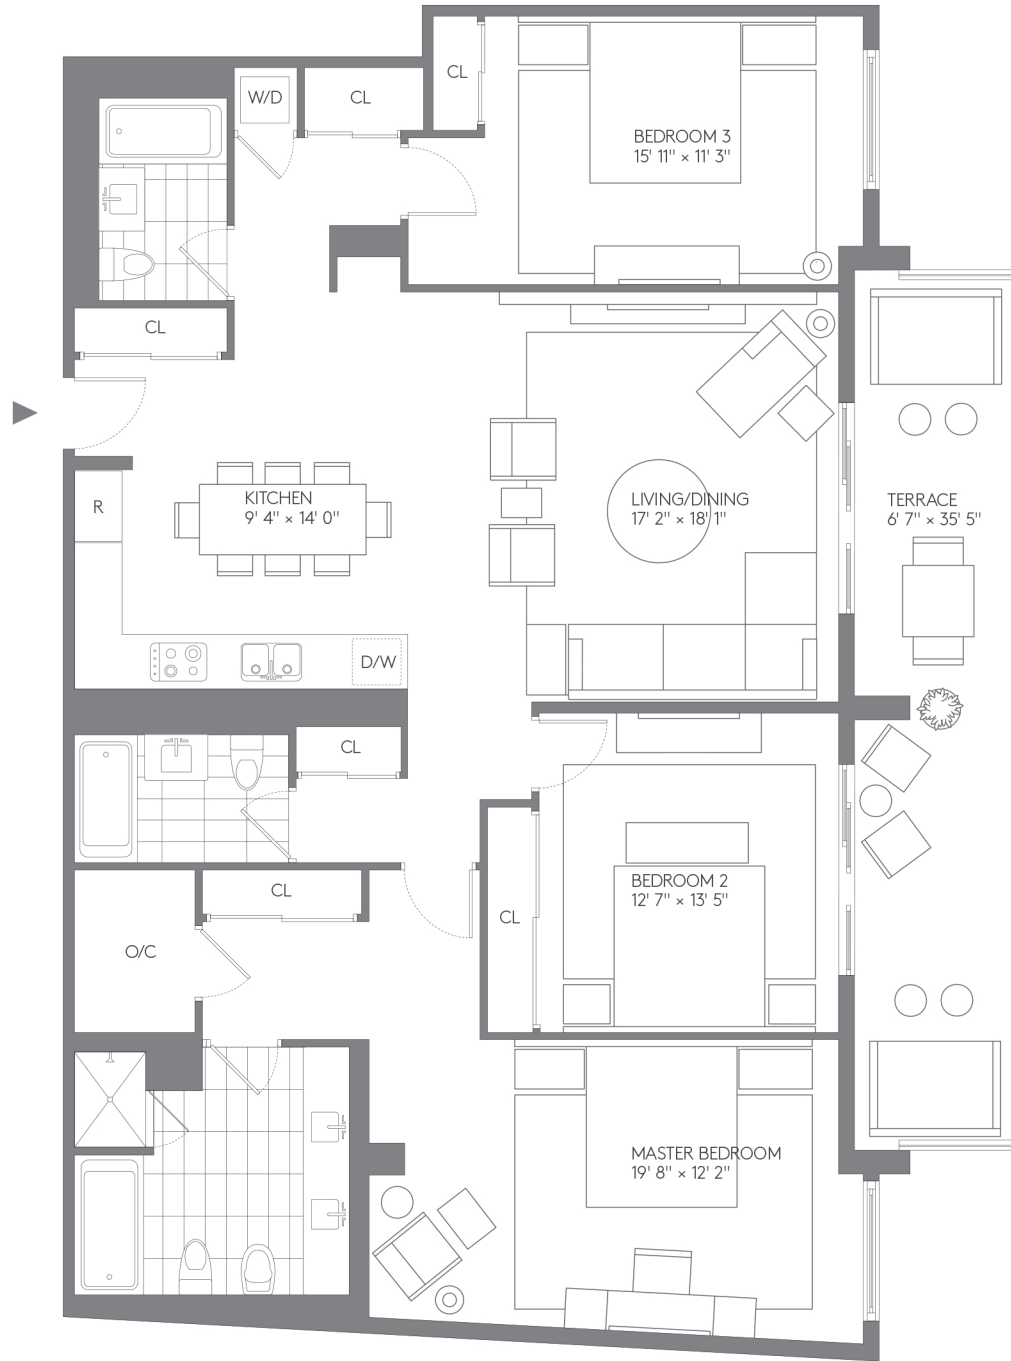 CL
W/D
CL
BEDROOM 3
15' 11" × 11' 3"
CL
R
KITCHEN
9' 4" × 14' 0"
LIVING/DINING
17' 2" × 18' 1"
TERRACE
6' 7" × 35' 5"
D/W
CL
BEDROOM 2
12' 7" × 13' 5"
CL
CL
O/C
MASTER BEDROOM
19' 8" × 12' 2"